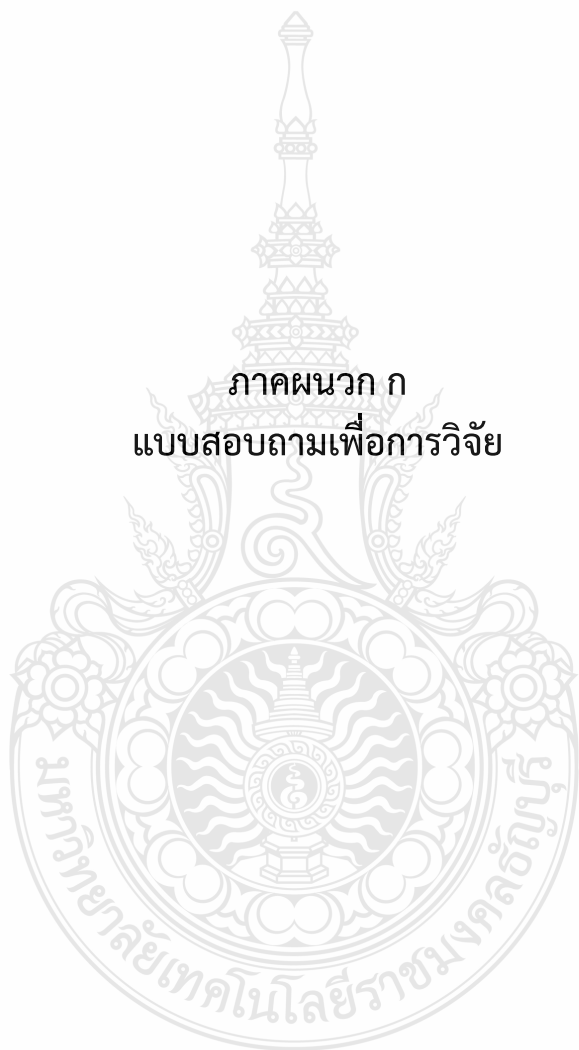 ภาคผนวก ก
แบบสอบถามเพื่อการวิจัย
มหาวิทยาลัยเทคโนโลยีราชมงคลธัญบุรี